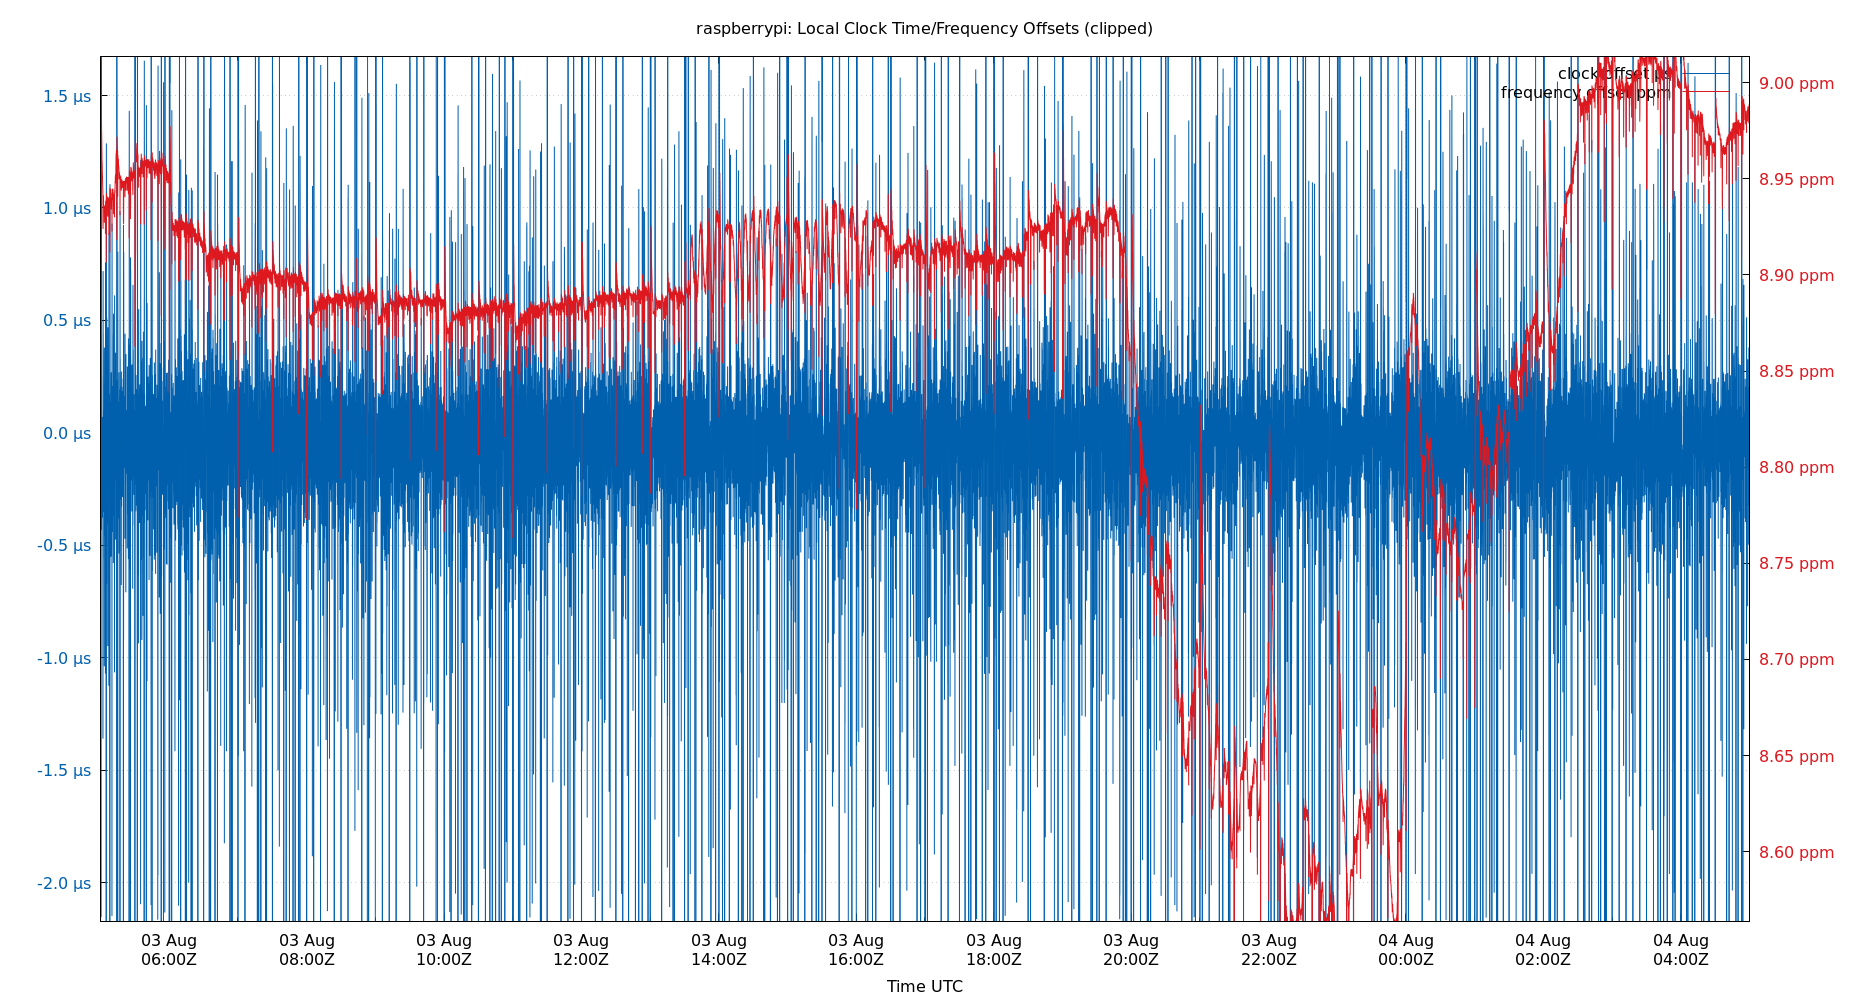 raspberrypi: Local Clock Time/Frequency Offsets (clipped)
clock offset µs
frequency offset ppm
1.5 µs
1.0 µs
0.5 µs
0.0 µs
-0.5 µs
-1.0 µs
-1.5 µs
-2.0 µs
9.00 ppm
8.95 ppm
8.90 ppm
8.85 ppm
8.80 ppm
8.75 ppm
8.70 ppm
8.65 ppm
8.60 ppm
03 Aug 03 Aug 03 Aug 03 Aug 03 Aug 03 Aug 03 Aug 03 Aug 03 Aug 04 Aug 04 Aug 04 Aug
06:00Z 08:00Z 10:00Z 12:00Z 14:00Z 16:00Z 18:00Z 20:00Z 22:00Z 00:00Z 02:00Z 04:00Z
Time UTC